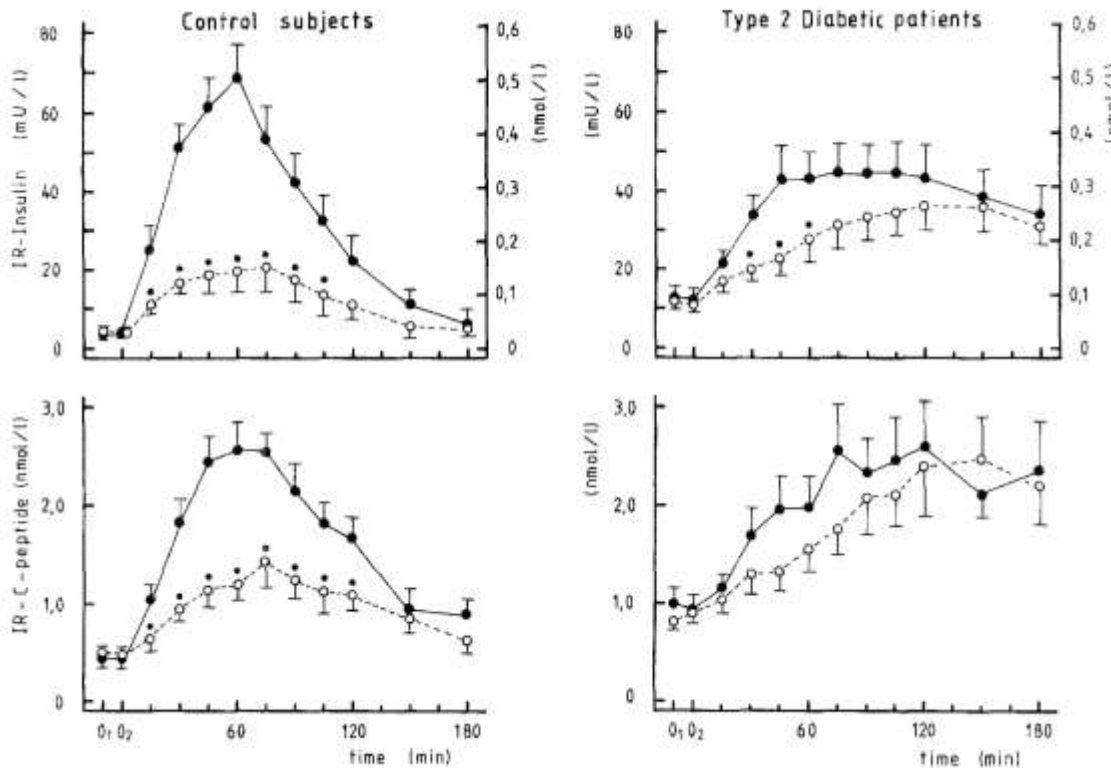 Control subjects
Type 2 Diabetic patients
IR-Insulin (mU/l)
80
60
40
20
0
0,6
0,5
0,4
0,3
0,2
0,1
0
(nmol/l)
(mU/l)
80
60
40
20
0
0,6
0,5
0,4
0,3
0,2
0,1
0
(nmol/l)
IR-C-peptide (nmol/l)
3,0
2,0
1,0
0
0₁ 0₂ 60 120 180
time (min)
(nmol/l)
3,0
2,0
1,0
0
0₁ 0₂ 60 120 180
time (min)